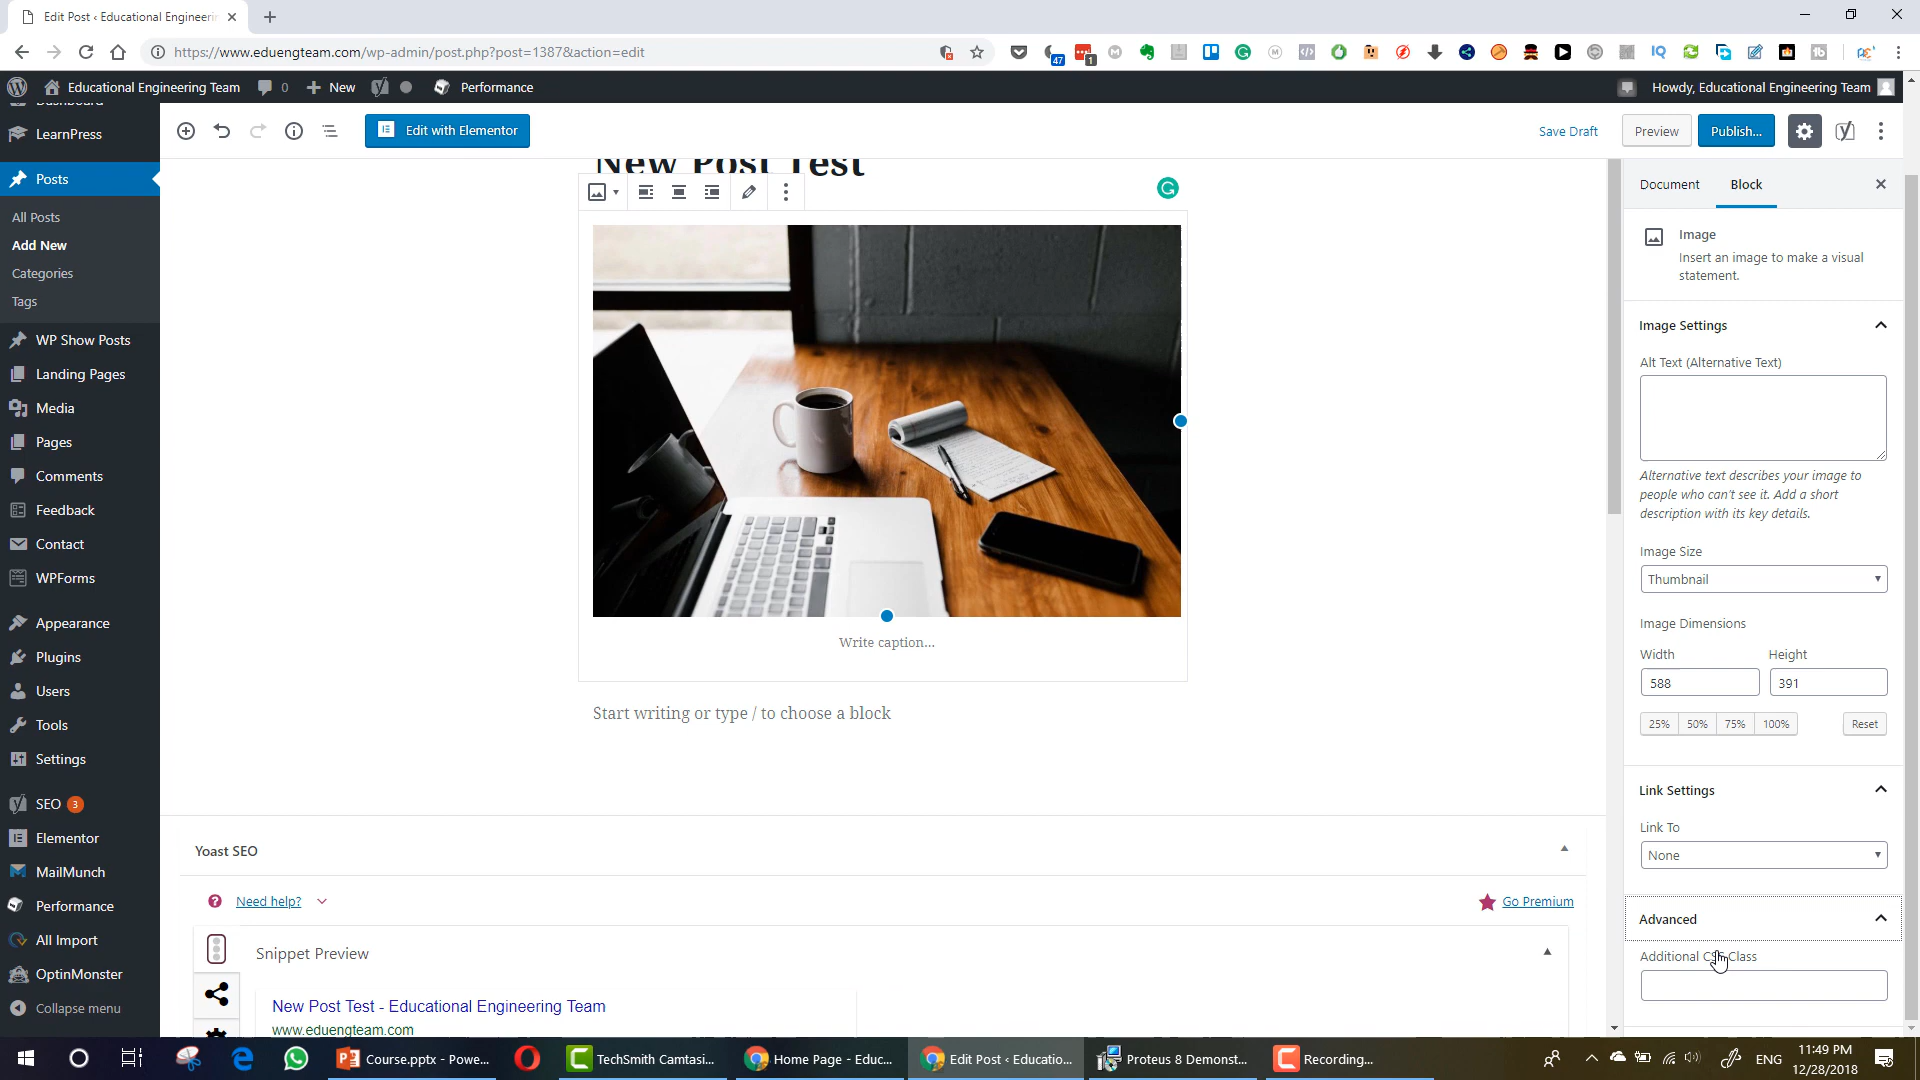 Edit Post ‹ Educational Engineerin
https://www.eduengteam.com/wp-admin/post.php?post=1387&action=edit
47
1
IQ
Educational Engineering Team
0
New
Performance
Howdy, Educational Engineering Team
Dashboard
LearnPress
Posts
All Posts
Add New
Categories
Tags
WP Show Posts
Landing Pages
Media
Pages
Comments
Feedback
Contact
WPForms
Appearance
Plugins
Users
Tools
Settings
SEO 3
Elementor
MailMunch
Performance
All Import
OptinMonster
Collapse menu
Edit with Elementor
Save Draft
Preview
Publish...
New Post Test
Write caption...
Start writing or type / to choose a block
Yoast SEO
Need help?
Go Premium
Snippet Preview
New Post Test - Educational Engineering Team
www.eduengteam.com
Document
Block
Image
Insert an image to make a visual
statement.
Image Settings
Alt Text (Alternative Text)
Alternative text describes your image to
people who can't see it. Add a short
description with its key details.
Image Size
Thumbnail
Image Dimensions
Width
Height
588
391
25%
50%
75%
100%
Reset
Link Settings
Link To
None
Advanced
Additional CSS Class
Course.pptx - Powe...
TechSmith Camtasi...
Home Page - Educ...
Edit Post ‹ Educatio...
Proteus 8 Demonst...
Recording...
ENG
11:49 PM
12/28/2018